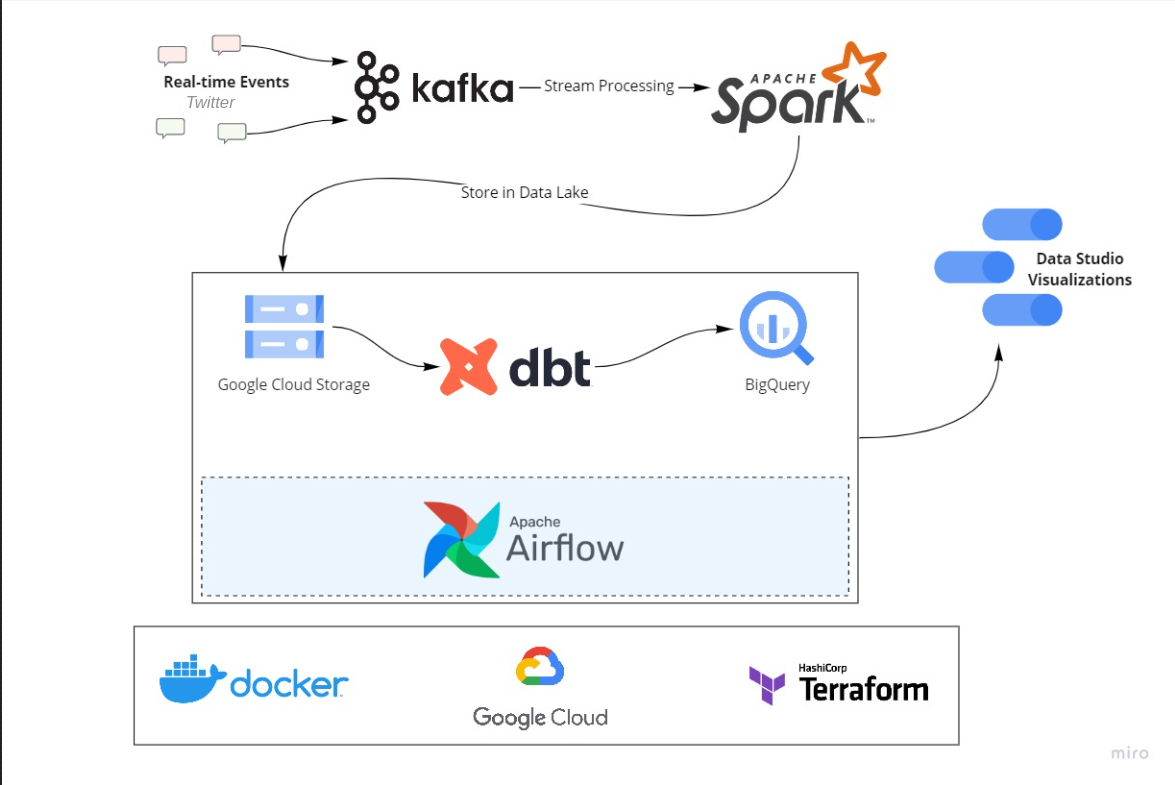 Real-time Events
Twitter
kafka
Stream Processing
APACHE
Spark™
Store in Data Lake
Data Studio
Visualizations
Google Cloud Storage
dbt
BigQuery
Apache
Airflow
docker
Google Cloud
HashiCorp
Terraform
miro